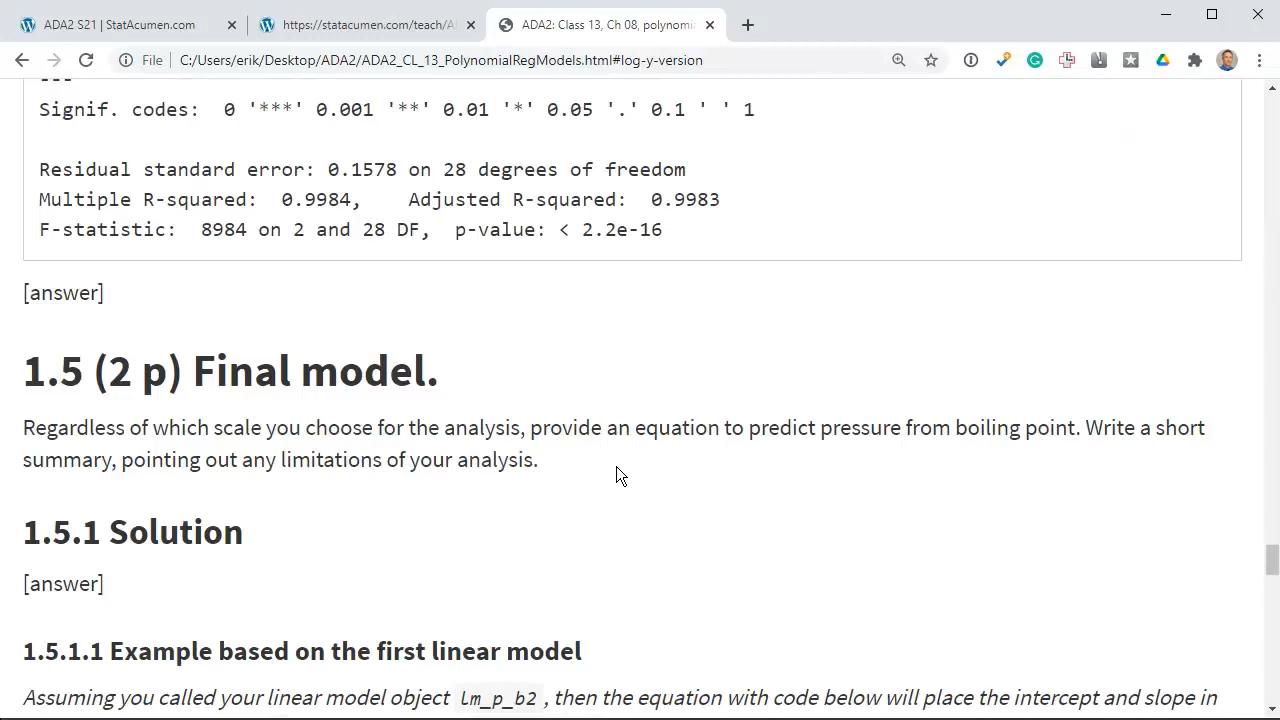 ADA2 S21 | StatAcumen.com
https://statacumen.com/teach/A
ADA2: Class 13, Ch 08, polynomi
File C:/Users/erik/Desktop/ADA2/ADA2_CL_13_PolynomialRegModels.html#log-y-version
---
Signif. codes: 0 '***' 0.001 '**' 0.01 '*' 0.05 '.' 0.1 ' ' 1
Residual standard error: 0.1578 on 28 degrees of freedom
Multiple R-squared: 0.9984, Adjusted R-squared: 0.9983
F-statistic: 8984 on 2 and 28 DF, p-value: < 2.2e-16
[answer]
1.5 (2 p) Final model.
Regardless of which scale you choose for the analysis, provide an equation to predict pressure from boiling point. Write a short
summary, pointing out any limitations of your analysis.
1.5.1 Solution
[answer]
1.5.1.1 Example based on the first linear model
Assuming you called your linear model object lm_p_b2, then the equation with code below will place the intercept and slope in